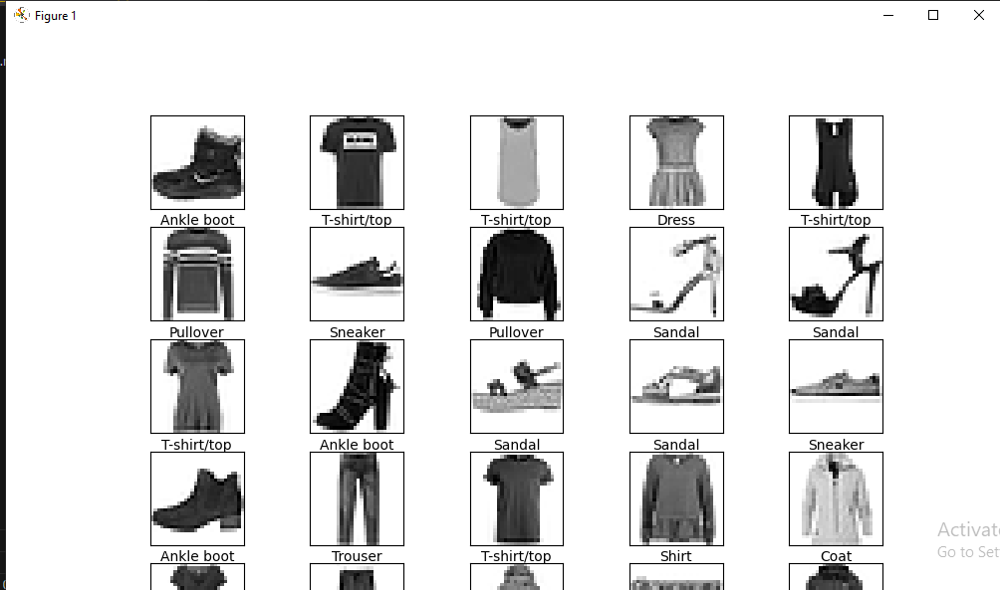 Figure 1
Ankle boot T-shirt/top T-shirt/top Dress T-shirt/top
Pullover Sneaker Pullover Sandal Sandal
T-shirt/top Ankle boot Sandal Sandal Sneaker
Ankle boot Trouser T-shirt/top Shirt Coat
Activate
Go to Set